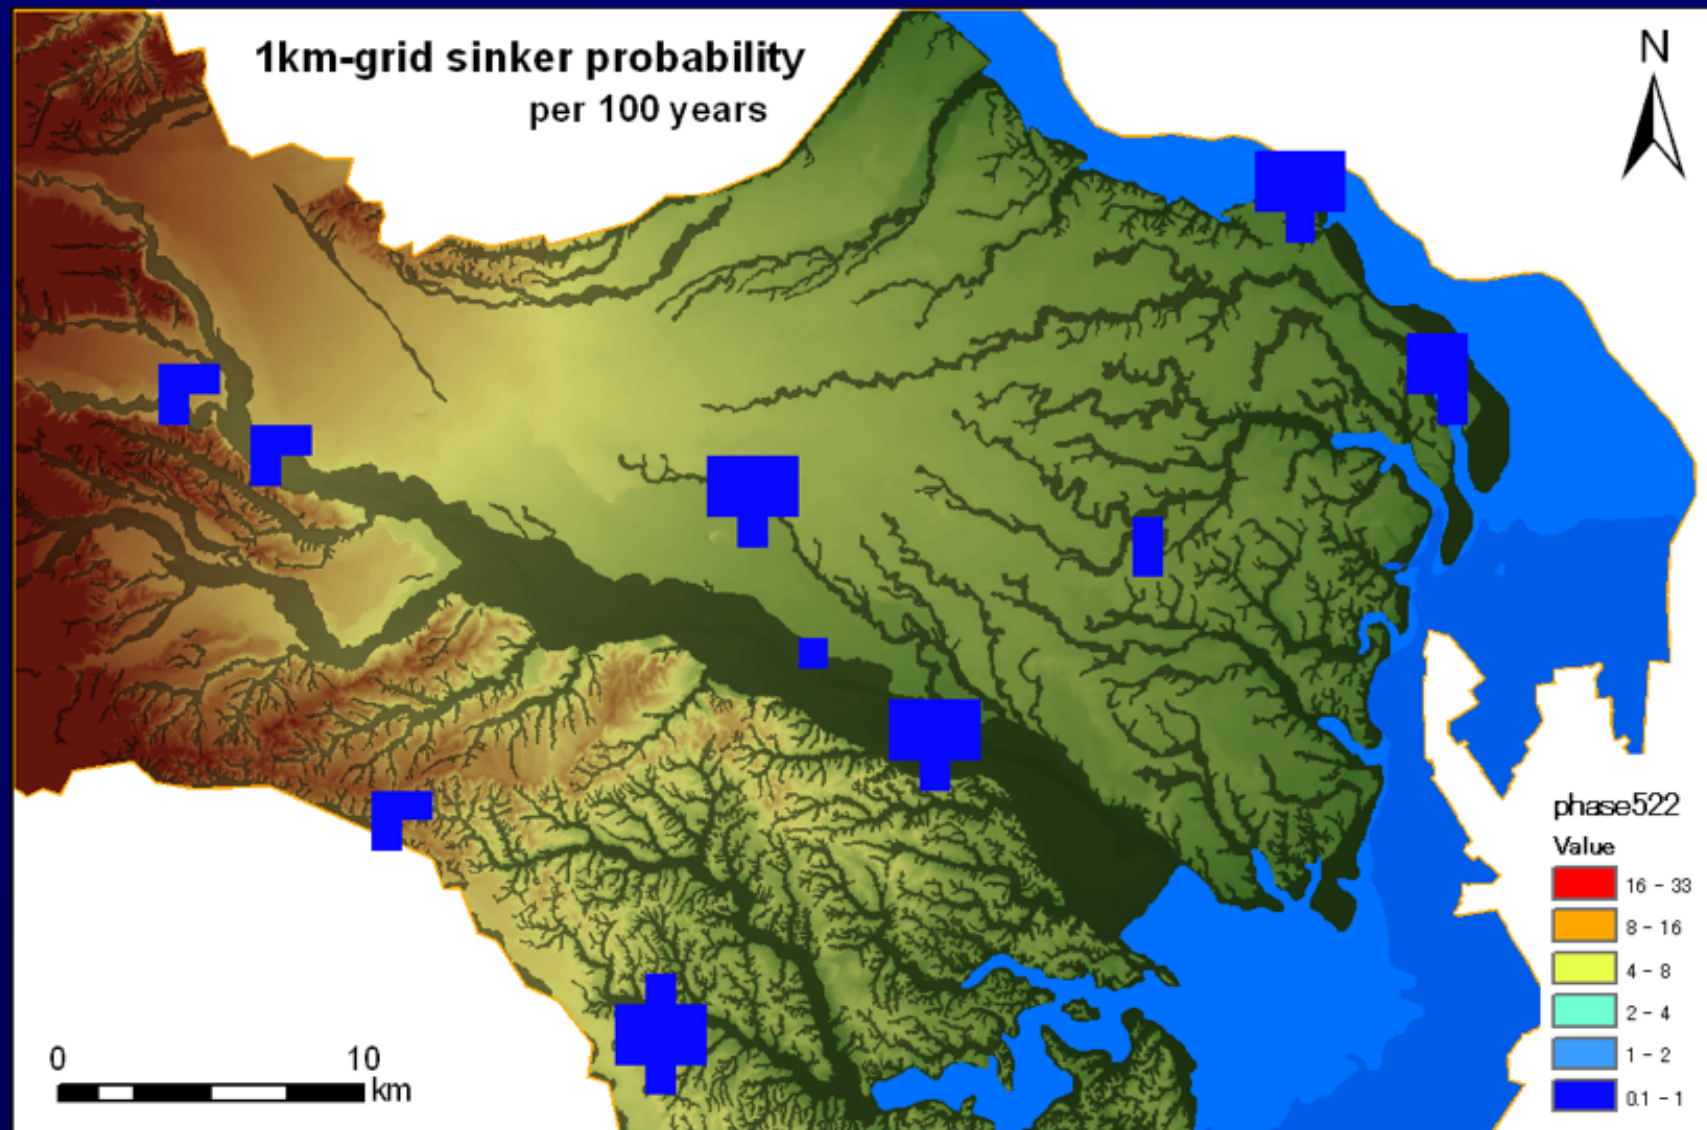 1km-grid sinker probability
per 100 years
N
phase522
Value
16 - 33
8 - 16
4 - 8
2 - 4
1 - 2
0.1 - 1
0 10
km